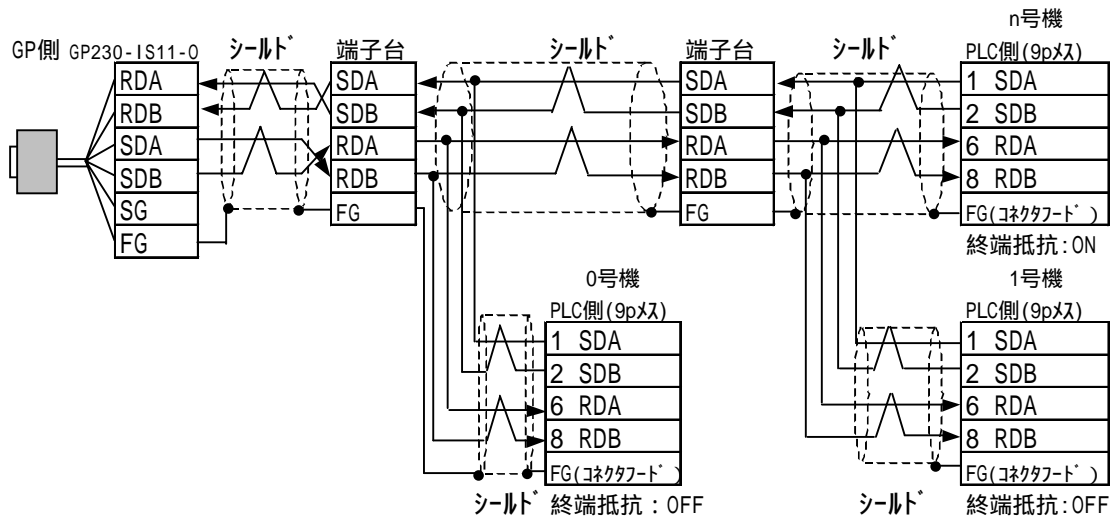 n号機
GP側 GP230-IS11-O シールド 端子台 シールド 端子台 PLC側(9pメス)
RDA SDA SDA 1 SDA
RDB SDB SDB 2 SDB
SDA RDA RDA 6 RDA
SDB RDB RDB 8 RDB
SG FG FG FG(コネクタフード)
FG
終端抵抗:ON
0号機 1号機
PLC側(9pメス) PLC側(9pメス)
1 SDA 1 SDA
2 SDB 2 SDB
6 RDA 6 RDA
8 RDB 8 RDB
FG(コネクタフード) FG(コネクタフード)
シールド 終端抵抗：OFF シールド 終端抵抗:OFF